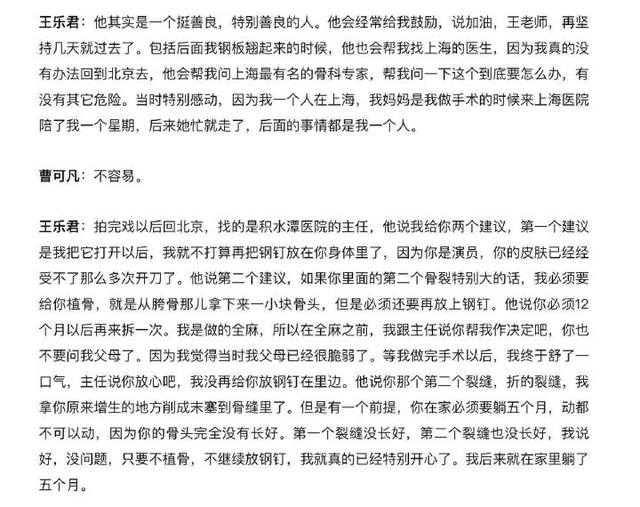 王乐君：他其实是一个挺善良，特别善良的人。他会经常给我鼓励，说加油，王老师，再坚
持几天就过去了。包括后面我钢板翘起来的时候，他也会帮我找上海的医生，因为我真的没
有办法回到北京去，他会帮我问上海最有名的骨科专家，帮我问一下这个到底要怎么办，有
没有其它危险。当时特别感动，因为我一个人在上海，我妈妈是我做手术的时候来上海医院
陪了我一个星期，后来她忙就走了，后面的事情都是我一个人。
曹可凡：不容易。
王乐君：拍完戏以后回北京，找的是积水潭医院的主任，他说我给你两个建议，第一个建议
是我把它打开以后，我就不打算再把钢钉放在你身体里了，因为你是演员，你的皮肤已经经
受不了那么多次开刀了。他说第二个建议，如果你里面的第二个骨裂特别大的话，我必须要
给你植骨，就是从胯骨那儿拿下来一小块骨头，但是必须还要再放上钢钉。他说你必须12
个月以后再来拆一次。我是做的全麻，所以在全麻之前，我跟主任说你帮我作决定吧，你也
不要问我父母了。因为我觉得当时我父母已经很脆弱了。等我做完手术以后，我终于舒了一
口气，主任说你放心吧，我没再给你放钢钉在里边。他说你那个第二个裂缝，折的裂缝，我
拿你原来增生的地方削成末塞到骨缝里了。但是有一个前提，你在家必须要躺五个月，动都
不可以动，因为你的骨头完全没有长好。第一个裂缝没长好，第二个裂缝也没长好，我说
好，没问题，只要不植骨，不继续放钢钉，我就真的已经特别开心了。我后来就在家里躺了
五个月。